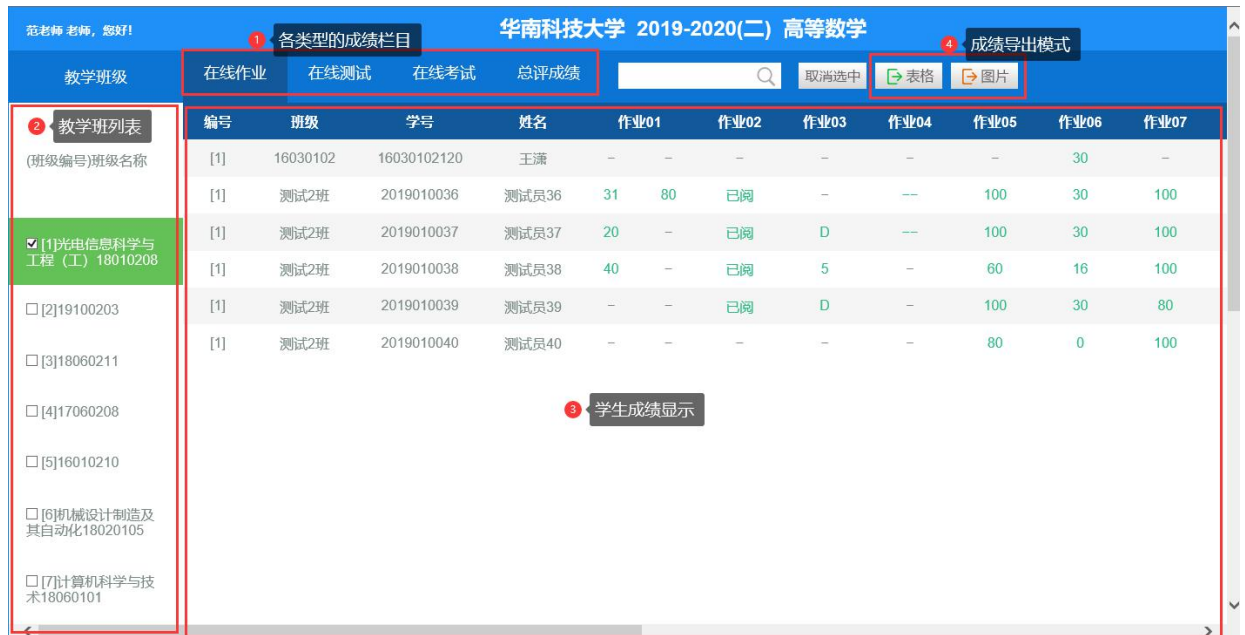 范老师 老师，您好!
华南科技大学 2019-2020(二) 高等数学
1 各类型的成绩栏目
4 成绩导出模式
教学班级
在线作业 在线测试 在线考试 总评成绩 取消选中 表格 图片
2 教学班列表
(班级编号)班级名称
[1]光电信息科学与
工程（工）18010208
[2]19100203
[3]18060211
[4]17060208
[5]16010210
[6]机械设计制造及
其自动化18020105
[7]计算机科学与技
术18060101
编号 班级 学号 姓名 作业01 作业02 作业03 作业04 作业05 作业06 作业07
[1] 16030102 16030102120 王潇 - - - - - - 30 -
[1] 测试2班 2019010036 测试员36 31 80 已阅 - -- 100 30 100
[1] 测试2班 2019010037 测试员37 20 - 已阅 D -- 100 30 100
[1] 测试2班 2019010038 测试员38 40 - 已阅 5 - 60 16 100
[1] 测试2班 2019010039 测试员39 - - 已阅 D - 100 30 80
[1] 测试2班 2019010040 测试员40 - - - - - 80 0 100
3 学生成绩显示